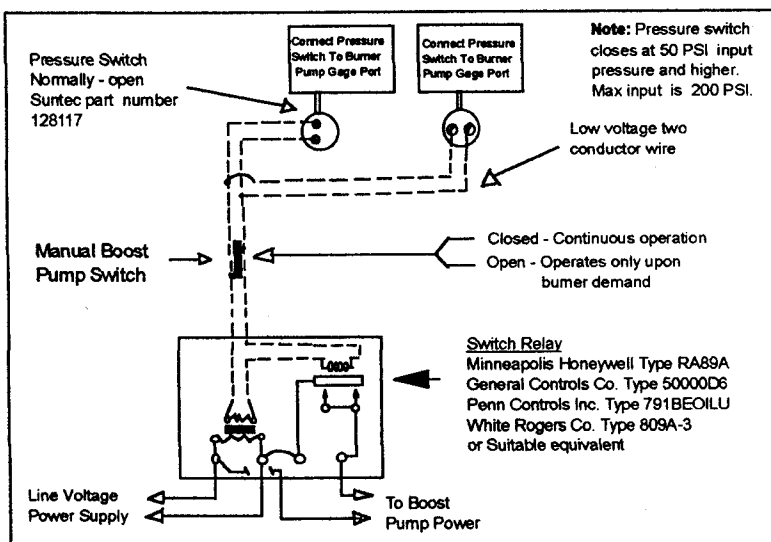 Connect Pressure
Switch To Burner
Pump Gage Port
Connect Pressure
Switch To Burner
Pump Gage Port
Note: Pressure switch
closes at 50 PSI input
pressure and higher.
Max input is 200 PSI.
Pressure Switch
Normally - open
Suntec part number
128117
Low voltage two
conductor wire
Manual Boost
Pump Switch
Closed - Continuous operation
Open - Operates only upon
burner demand
Switch Relay
Minneapolis Honeywell Type RA89A
General Controls Co. Type 50000D6
Penn Controls Inc. Type 791BEOILU
White Rogers Co. Type 809A-3
or Suitable equivalent
Line Voltage
Power Supply
To Boost
Pump Power